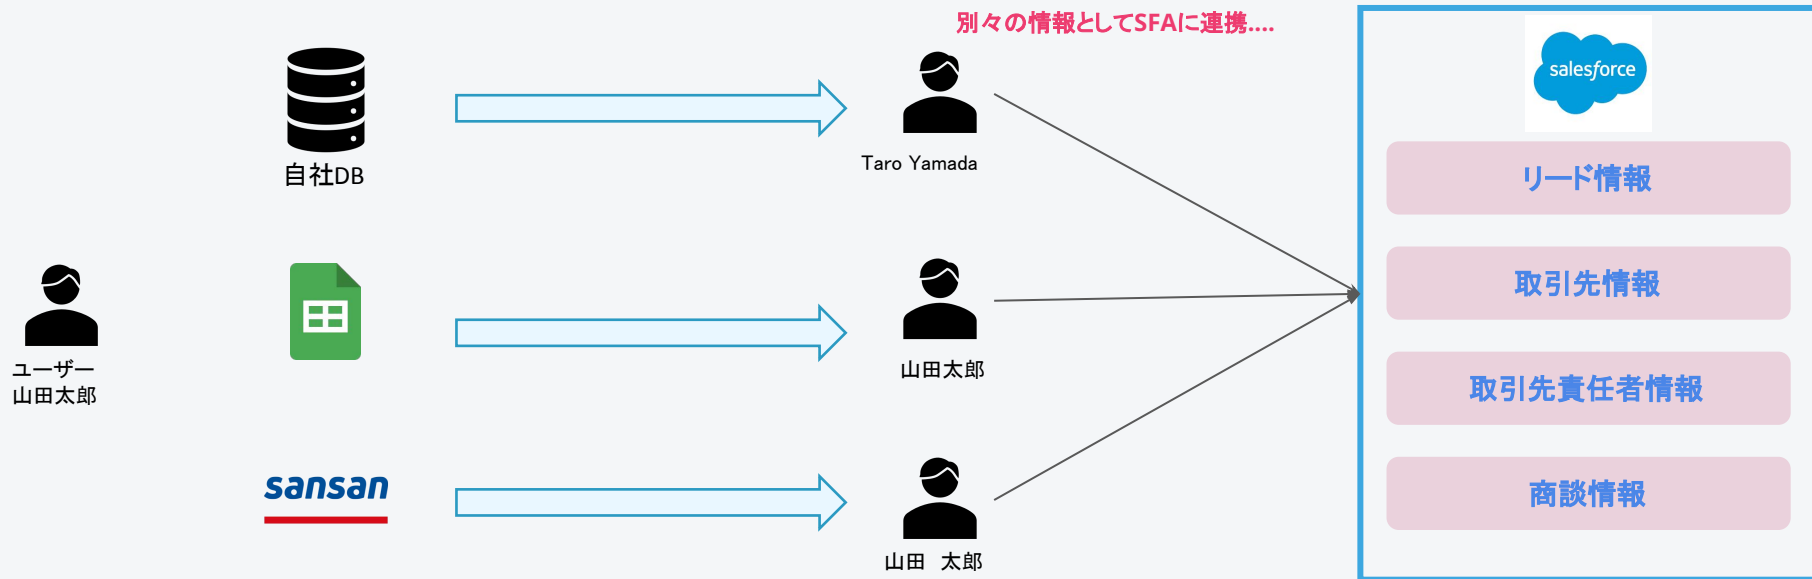 別々の情報としてSFAに連携....
自社DB
Taro Yamada
salesforce
リード情報
取引先情報
取引先責任者情報
商談情報
ユーザー
山田太郎
山田太郎
sansan
山田　太郎